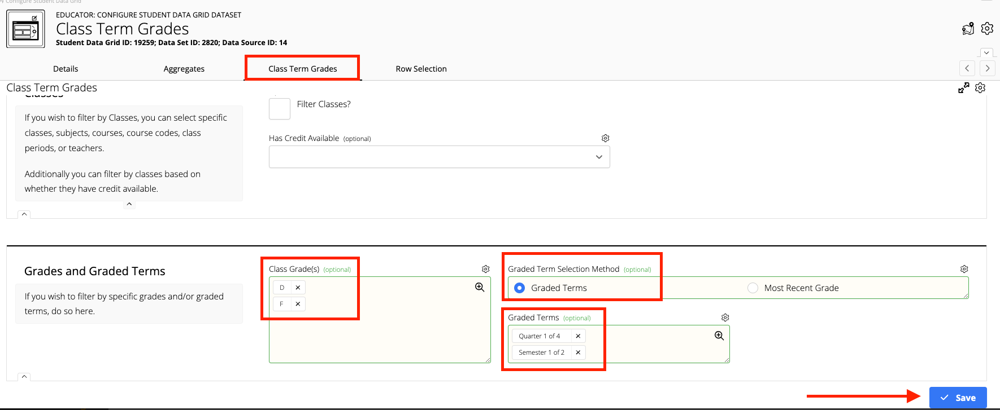 Configure Student Data Grid
EDUCATOR: CONFIGURE STUDENT DATA GRID DATASET
Class Term Grades
Student Data Grid ID: 19259; Data Set ID: 2820; Data Source ID: 14
Details
Aggregates
Class Term Grades
Row Selection
Class Term Grades
Classes
If you wish to filter by Classes, you can select specific
classes, subjects, courses, course codes, class
periods, or teachers.
Additionally you can filter by classes based on
whether they have credit available.
Filter Classes?
Has Credit Available (optional)
Grades and Graded Terms
If you wish to filter by specific grades and/or graded
terms, do so here.
Class Grade(s) (optional)
D
F
Graded Term Selection Method (optional)
Graded Terms
Most Recent Grade
Graded Terms (optional)
Quarter 1 of 4
Semester 1 of 2
Save